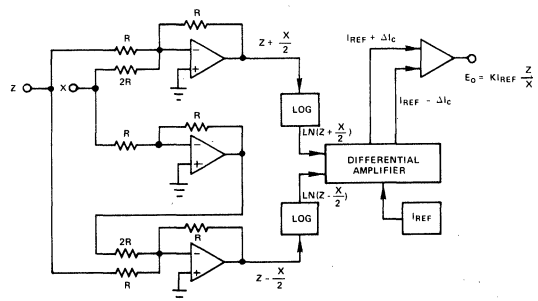 R
Z + X/2
I_REF + ΔI_C
R
2R
Z
X
E_O = KI_REF Z/X
LOG
I_REF − ΔI_C
R
R
LN(Z + X/2)
DIFFERENTIAL
AMPLIFIER
LN(Z − X/2)
LOG
I_REF
2R
R
R
Z − X/2
− +
− +
− +